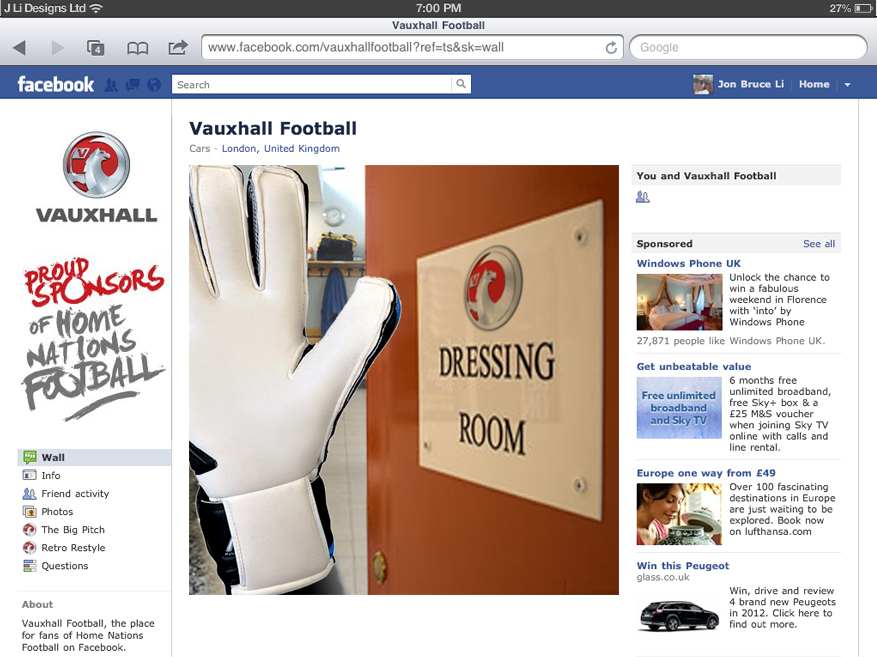 J Li Designs Ltd
7:00 PM
27%
Vauxhall Football
4
www.facebook.com/vauxhallfootball?ref=ts&sk=wall
Google
facebook
Search
Jon Bruce Li
Home
VAUXHALL
PROUD
SPONSORS
OF HOME
NATIONS
FOOTBALL
Wall
Info
Friend activity
Photos
The Big Pitch
Retro Restyle
Questions
About
Vauxhall Football, the place
for fans of Home Nations
Football on Facebook.
Vauxhall Football
Cars · London, United Kingdom
DRESSING
ROOM
You and Vauxhall Football
Sponsored
See all
Windows Phone UK
Unlock the chance to
win a fabulous
weekend in Florence
with 'into' by
Windows Phone
27,871 people like Windows Phone UK.
Get unbeatable value
Free unlimited
broadband
and Sky TV
6 months free
unlimited broadband,
free Sky+ box & a
£25 M&S voucher
when joining Sky TV
online with calls and
line rental.
Europe one way from £49
Over 100 fascinating
destinations in Europe
are just waiting to be
explored. Book now
on lufthansa.com
Win this Peugeot
glass.co.uk
Win, drive and review
4 brand new Peugeots
in 2012. Click here to
find out more.